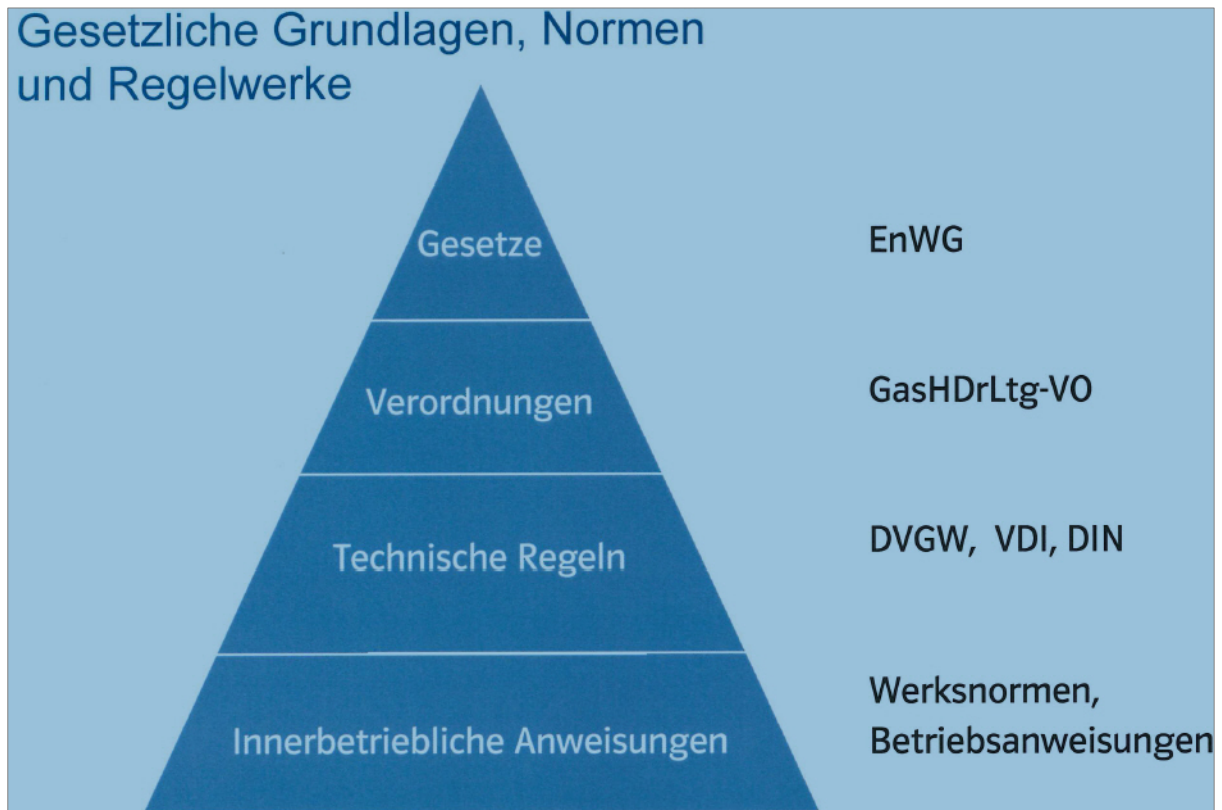 Gesetzliche Grundlagen, Normen
und Regelwerke
Gesetze
EnWG
Verordnungen
GasHDrLtg-VO
Technische Regeln
DVGW, VDI, DIN
Innerbetriebliche Anweisungen
Werksnormen,
Betriebsanweisungen